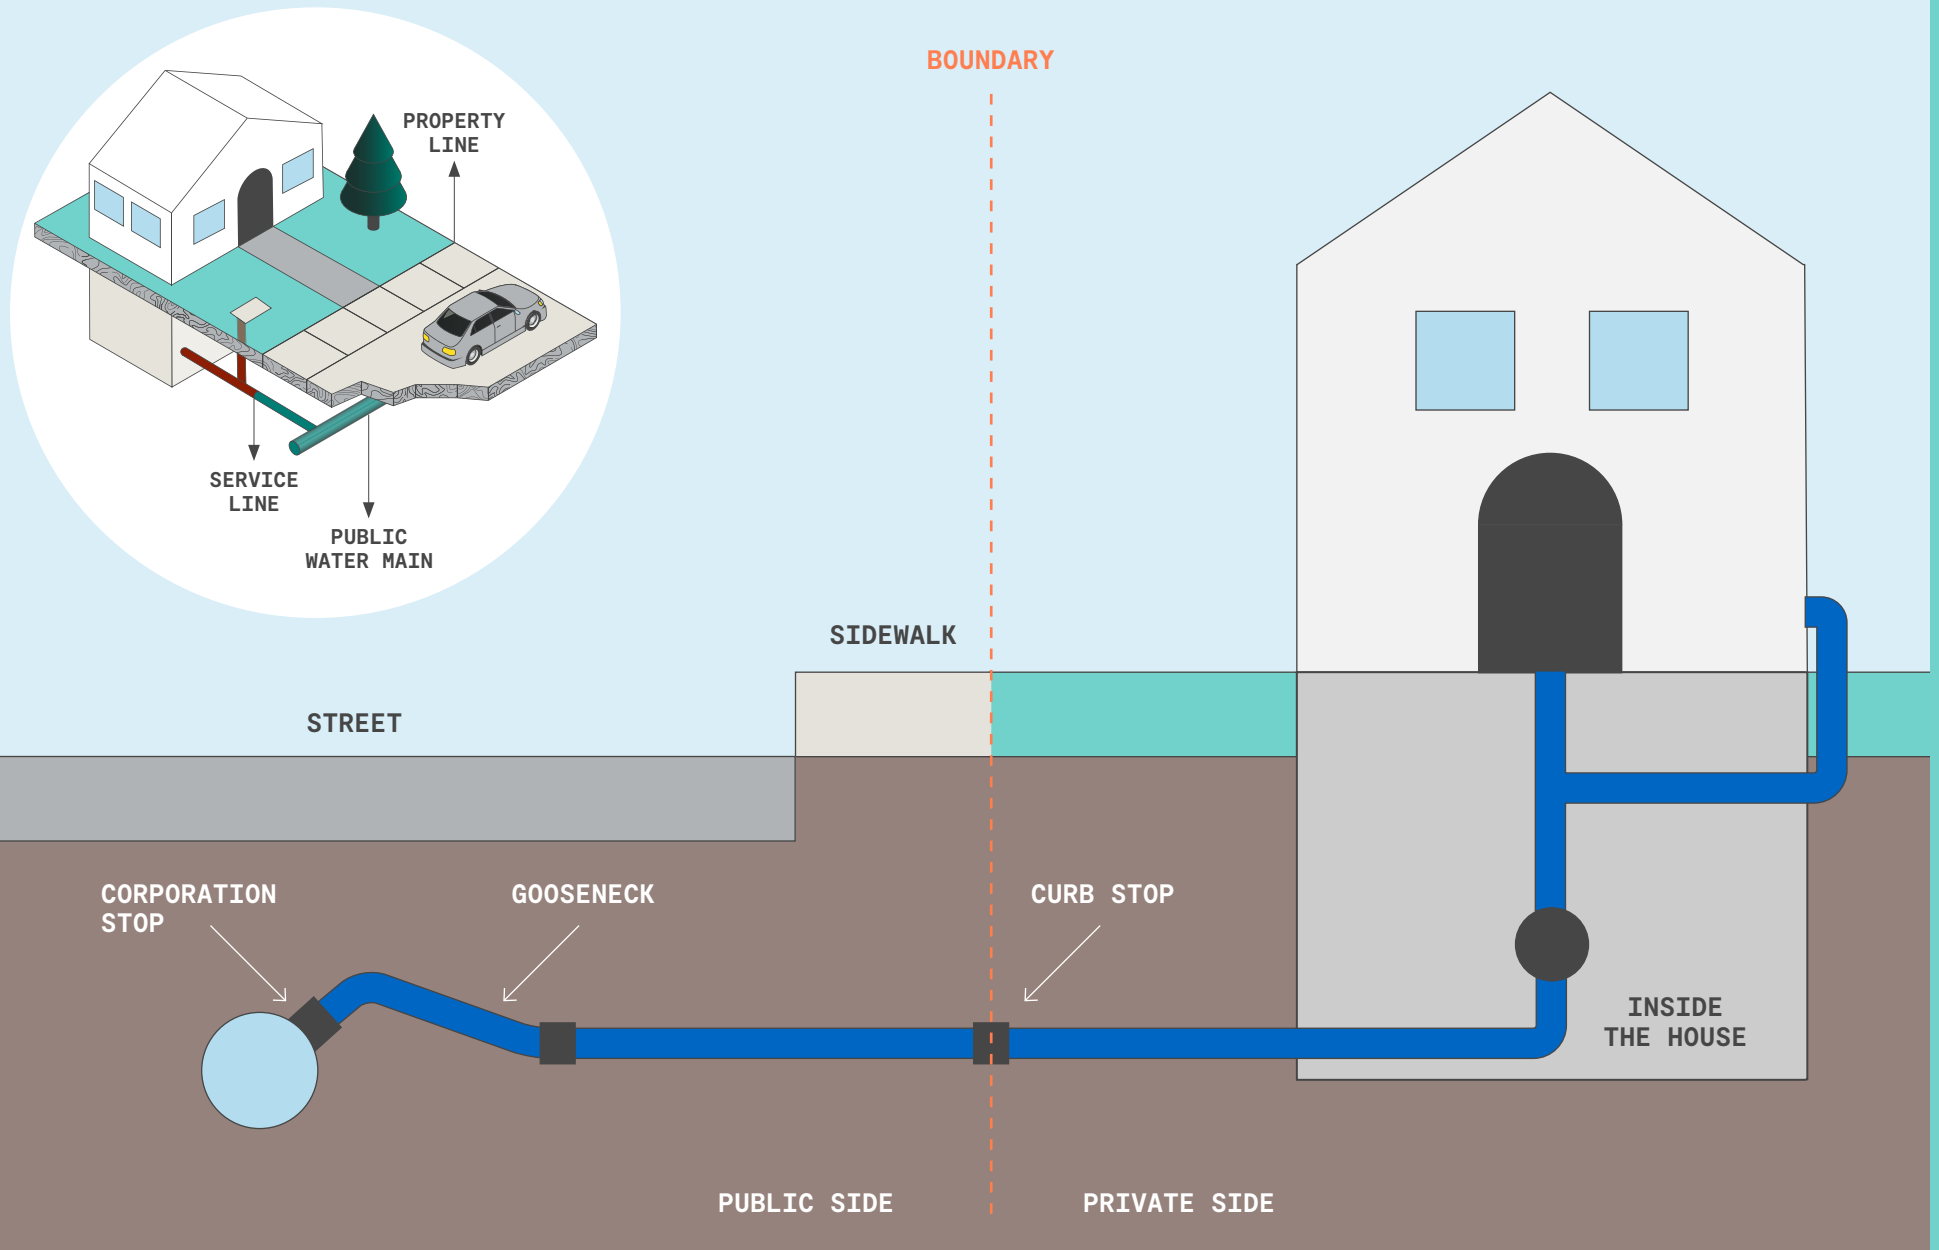 BOUNDARY
PROPERTY
LINE
SERVICE
LINE
PUBLIC
WATER MAIN
SIDEWALK
STREET
CORPORATION
STOP
GOOSENECK
CURB STOP
INSIDE
THE HOUSE
PUBLIC SIDE
PRIVATE SIDE